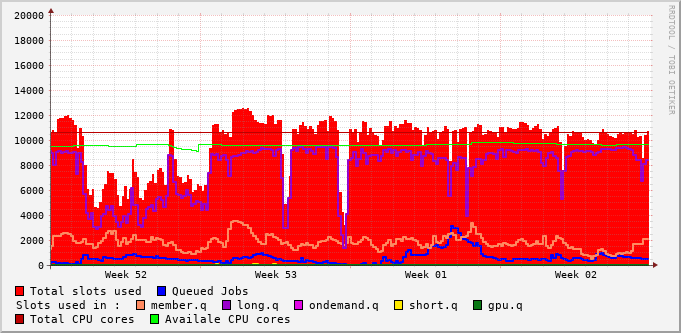 20000
18000
16000
14000
12000
10000
8000
6000
4000
2000
0
Week 52 Week 53 Week 01 Week 02
RRDTOOL / TOBI OETIKER
Total slots used Queued Jobs
Slots used in : member.q long.q ondemand.q short.q gpu.q
Total CPU cores Availale CPU cores